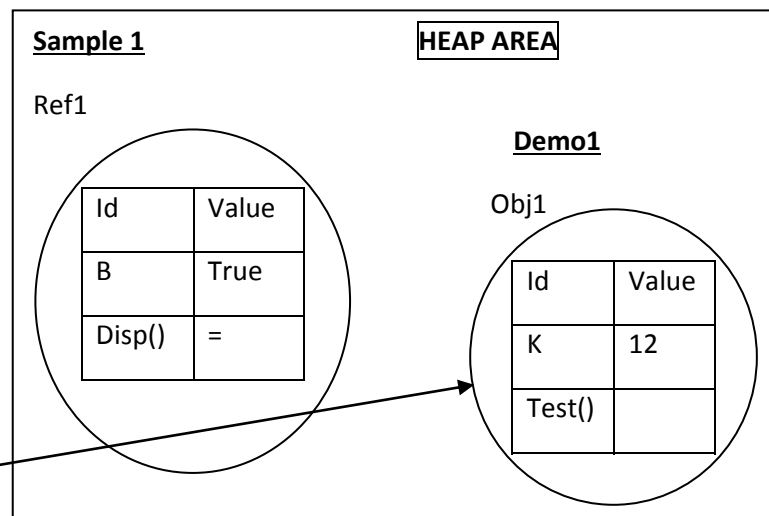 Sample 1
HEAP AREA
Ref1
Demo1
Obj1
Id Value
B True
Disp() =
Id Value
K 12
Test()